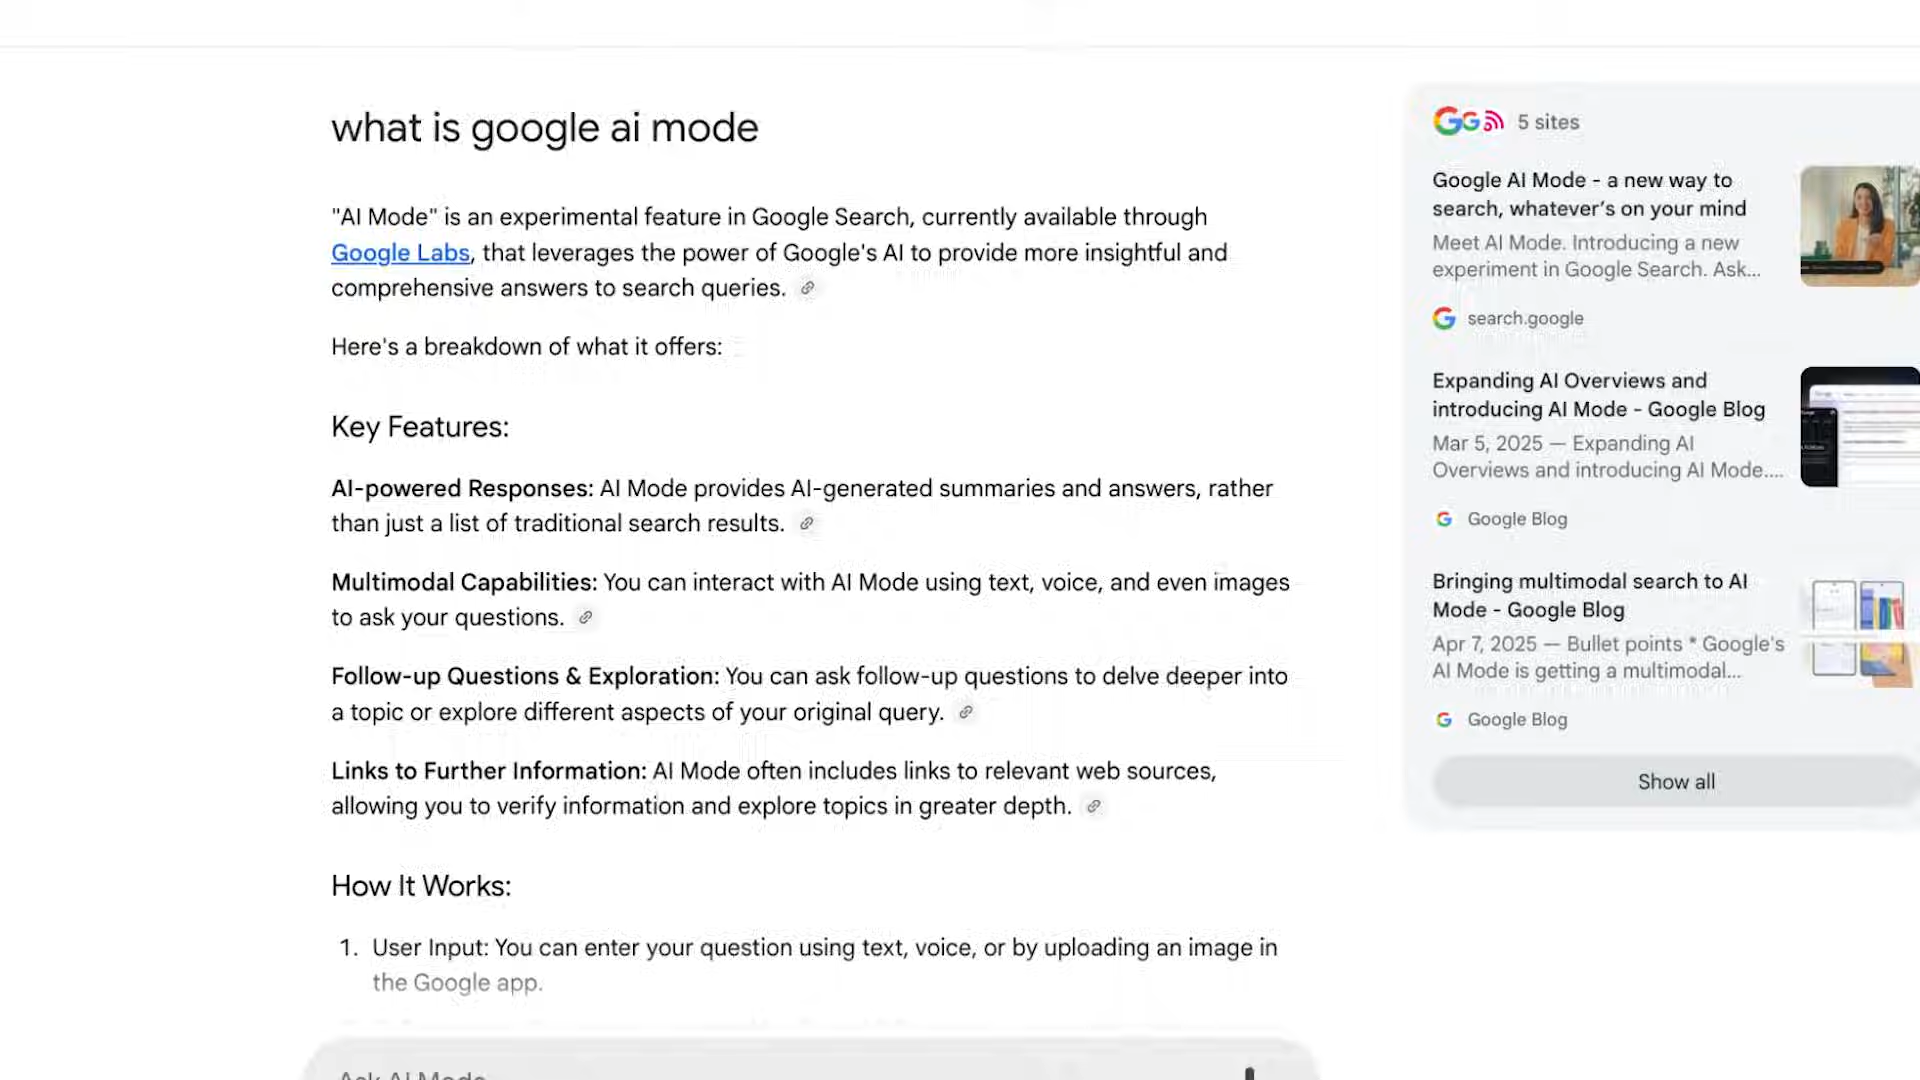 what is google ai mode
"AI Mode" is an experimental feature in Google Search, currently available through
Google Labs, that leverages the power of Google's AI to provide more insightful and
comprehensive answers to search queries.
Here's a breakdown of what it offers:
Key Features:
AI-powered Responses: AI Mode provides AI-generated summaries and answers, rather
than just a list of traditional search results.
Multimodal Capabilities: You can interact with AI Mode using text, voice, and even images
to ask your questions.
Follow-up Questions & Exploration: You can ask follow-up questions to delve deeper into
a topic or explore different aspects of your original query.
Links to Further Information: AI Mode often includes links to relevant web sources,
allowing you to verify information and explore topics in greater depth.
How It Works:
1. User Input: You can enter your question using text, voice, or by uploading an image in
the Google app.
Ask AI Mode
5 sites
Google AI Mode - a new way to
search, whatever’s on your mind
Meet AI Mode. Introducing a new
experiment in Google Search. Ask...
search.google
Expanding AI Overviews and
introducing AI Mode - Google Blog
Mar 5, 2025 — Expanding AI
Overviews and introducing AI Mode....
Google Blog
Bringing multimodal search to AI
Mode - Google Blog
Apr 7, 2025 — Bullet points * Google's
AI Mode is getting a multimodal...
Google Blog
Show all